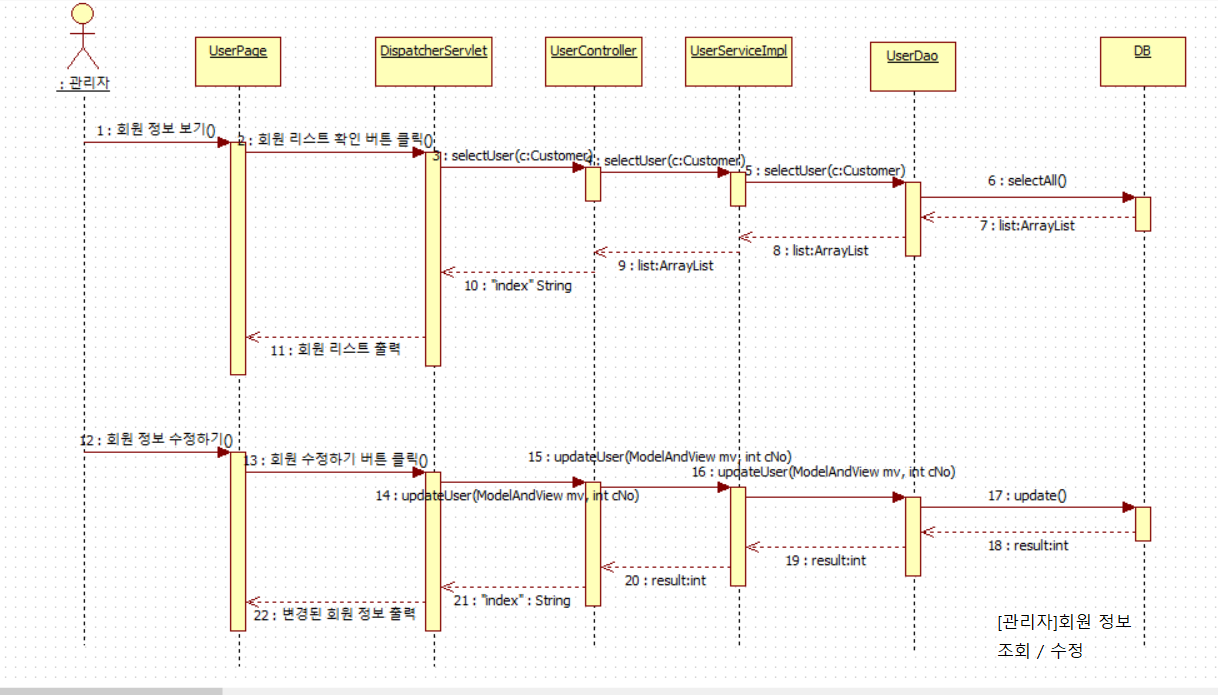 : 관리자
UserPage
DispatcherServlet
UserController
UserServiceImpl
UserDao
DB
1 : 회원 정보 보기()
2 : 회원 리스트 확인 버튼 클릭()
3 : selectUser(c:Customer)
4 : selectUser(c:Customer)
5 : selectUser(c:Customer)
6 : selectAll()
7 : list:ArrayList
8 : list:ArrayList
9 : list:ArrayList
10 : "index" String
11 : 회원 리스트 출력
12 : 회원 정보 수정하기()
13 : 회원 수정하기 버튼 클릭()
14 : updateUser(ModelAndView mv, int cNo)
15 : updateUser(ModelAndView mv, int cNo)
16 : updateUser(ModelAndView mv, int cNo)
17 : update()
18 : result:int
19 : result:int
20 : result:int
21 : "index" : String
22 : 변경된 회원 정보 출력
[관리자]회원 정보
조회 / 수정